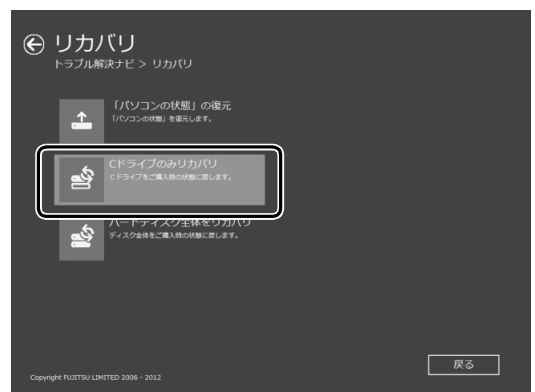 リカバリ
トラブル解決ナビ > リカバリ
「パソコンの状態」の復元
「パソコンの状態」を復元します。
Cドライブのみリカバリ
Cドライブをご購入時の状態に戻します。
ハードディスク全体をリカバリ
ディスク全体をご購入時の状態に戻します。
戻る
Copyright FUJITSU LIMITED 2006 - 2012